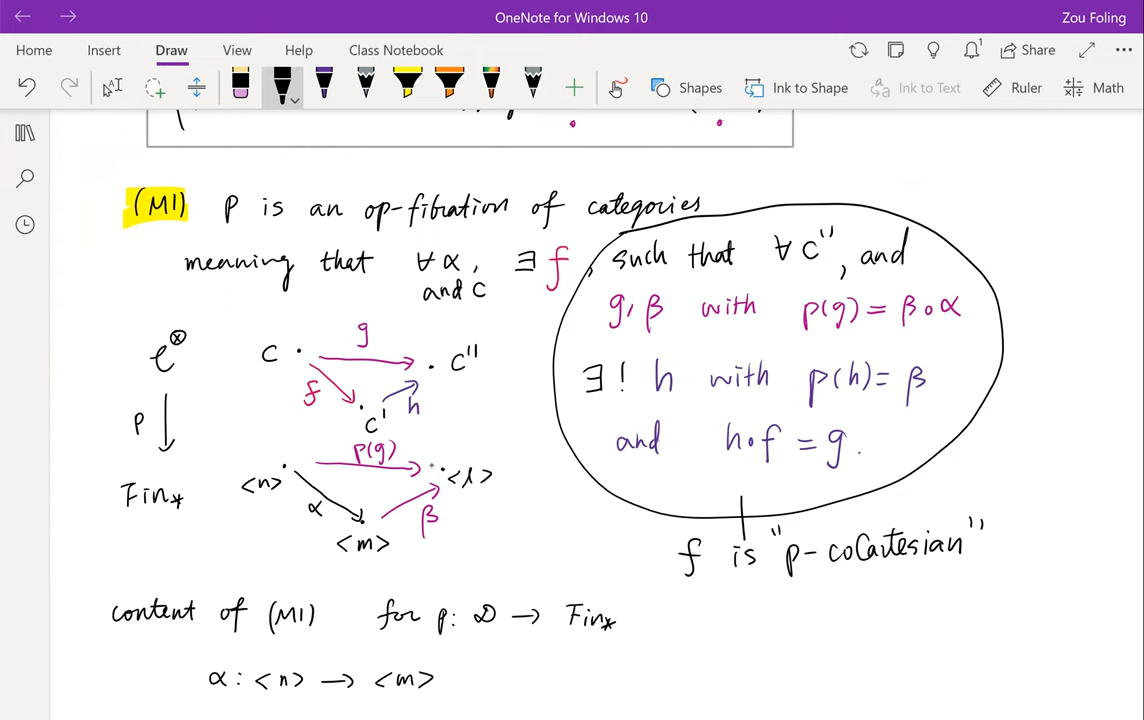 OneNote for Windows 10
Zou Foling
Home Insert Draw View Help Class Notebook
Share
Shapes Ink to Shape Ink to Text Ruler Math
(M1) P is an op-fibration of categories
meaning that ∀ α, ∃ f, such that ∀ C'', and
and C
g, β with p(g) = β∘α
∃! h with p(h) = β
and h∘f = g.
f is "p-coCartesian"
g
C C''
f h
C'
𝒞^⊗
P
Fin*
p(g)
<n> <l>
α β
<m>
content of (M1) for p: 𝒟 → Fin*
α: <n> → <m>